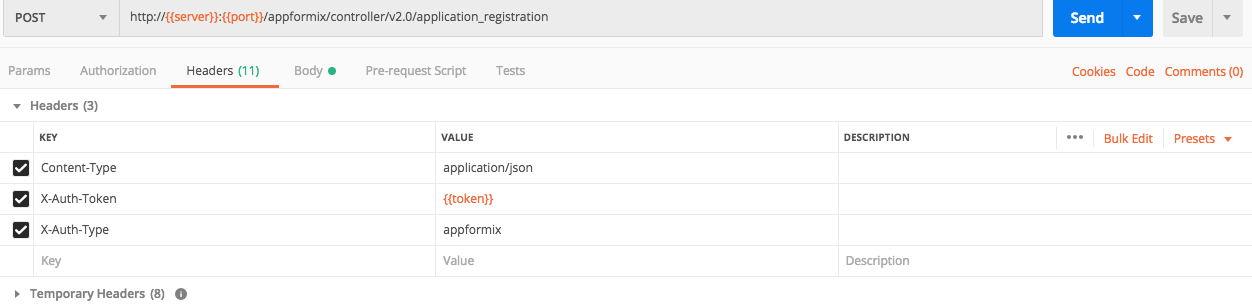 POST http://{{server}}:{{port}}/appformix/controller/v2.0/application_registration Send Save
Params Authorization Headers (11) Body Pre-request Script Tests Cookies Code Comments (0)
Headers (3)
KEY VALUE DESCRIPTION ••• Bulk Edit Presets
Content-Type application/json
X-Auth-Token {{token}}
X-Auth-Type appformix
Key Value Description
Temporary Headers (8) i